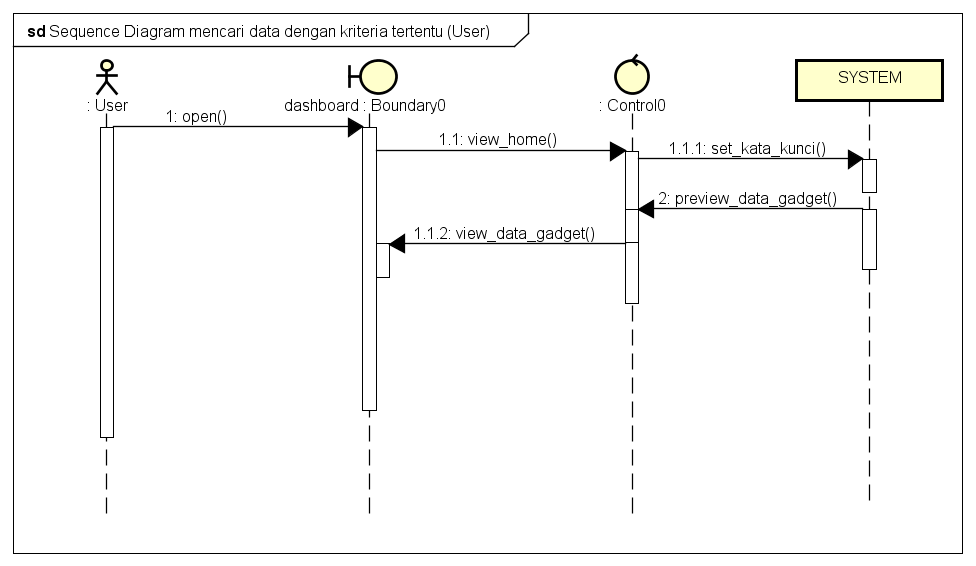 sd Sequence Diagram mencari data dengan kriteria tertentu (User)
: User
dashboard : Boundary0
: Control0
SYSTEM
1: open()
1.1: view_home()
1.1.1: set_kata_kunci()
2: preview_data_gadget()
1.1.2: view_data_gadget()